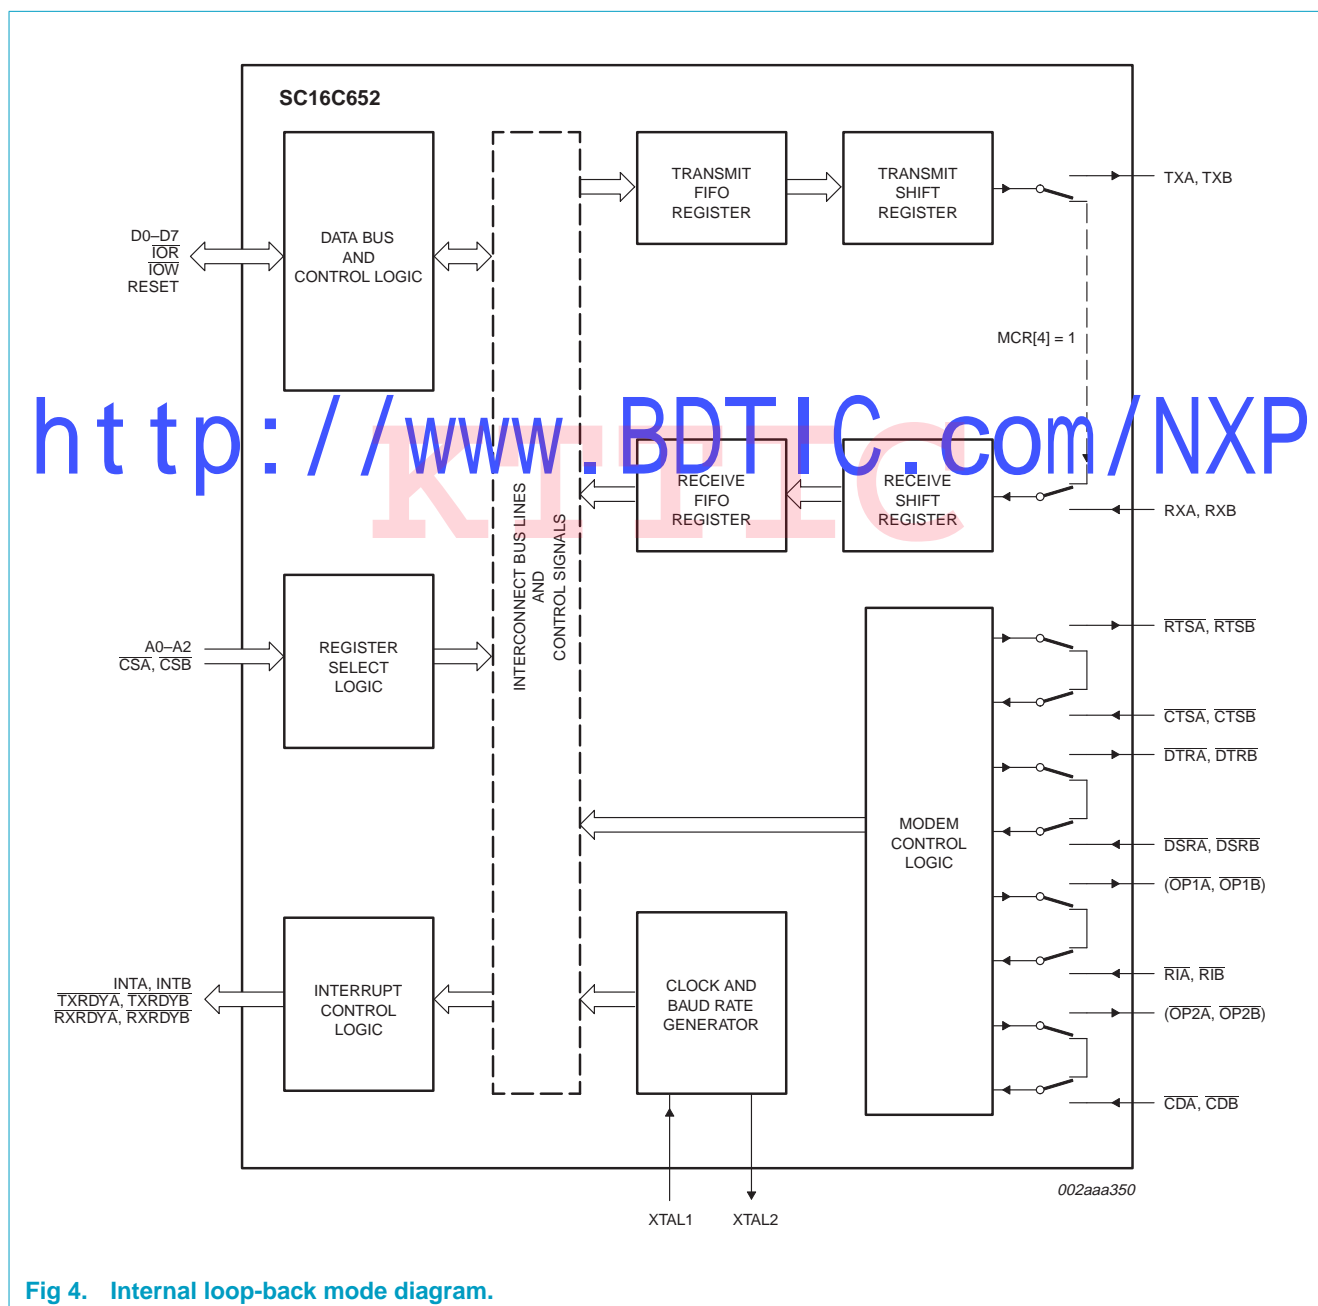 SC16C652
TRANSMIT
FIFO
REGISTER
TRANSMIT
SHIFT
REGISTER
TXA, TXB
D0–D7
IOR
IOW
RESET
DATA BUS
AND
CONTROL LOGIC
MCR[4] = 1
http://www.BDTIC.com/NXP
KTTIC
RECEIVE
FIFO
REGISTER
RECEIVE
SHIFT
REGISTER
RXA, RXB
INTERCONNECT BUS LINES
AND
CONTROL SIGNALS
A0–A2
CSA, CSB
REGISTER
SELECT
LOGIC
RTSA, RTSB
CTSA, CTSB
DTRA, DTRB
MODEM
CONTROL
LOGIC
DSRA, DSRB
(OP1A, OP1B)
RIA, RIB
(OP2A, OP2B)
CDA, CDB
INTA, INTB
TXRDYA, TXRDYB
RXRDYA, RXRDYB
INTERRUPT
CONTROL
LOGIC
CLOCK AND
BAUD RATE
GENERATOR
XTAL1
XTAL2
002aaa350
Fig 4. Internal loop-back mode diagram.